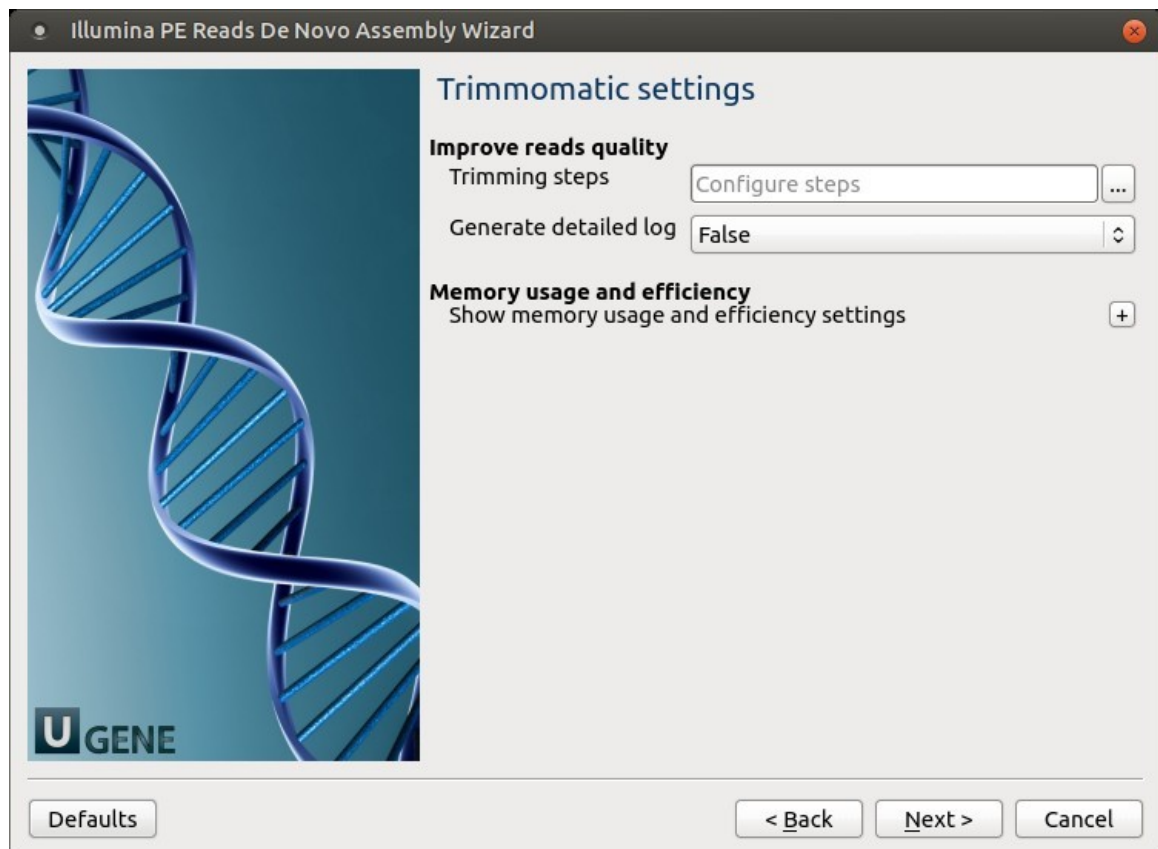 Illumina PE Reads De Novo Assembly Wizard
Trimmomatic settings
Improve reads quality
Trimming steps
Configure steps
...
Generate detailed log
False
Memory usage and efficiency
Show memory usage and efficiency settings
+
U GENE
Defaults
< Back
Next >
Cancel